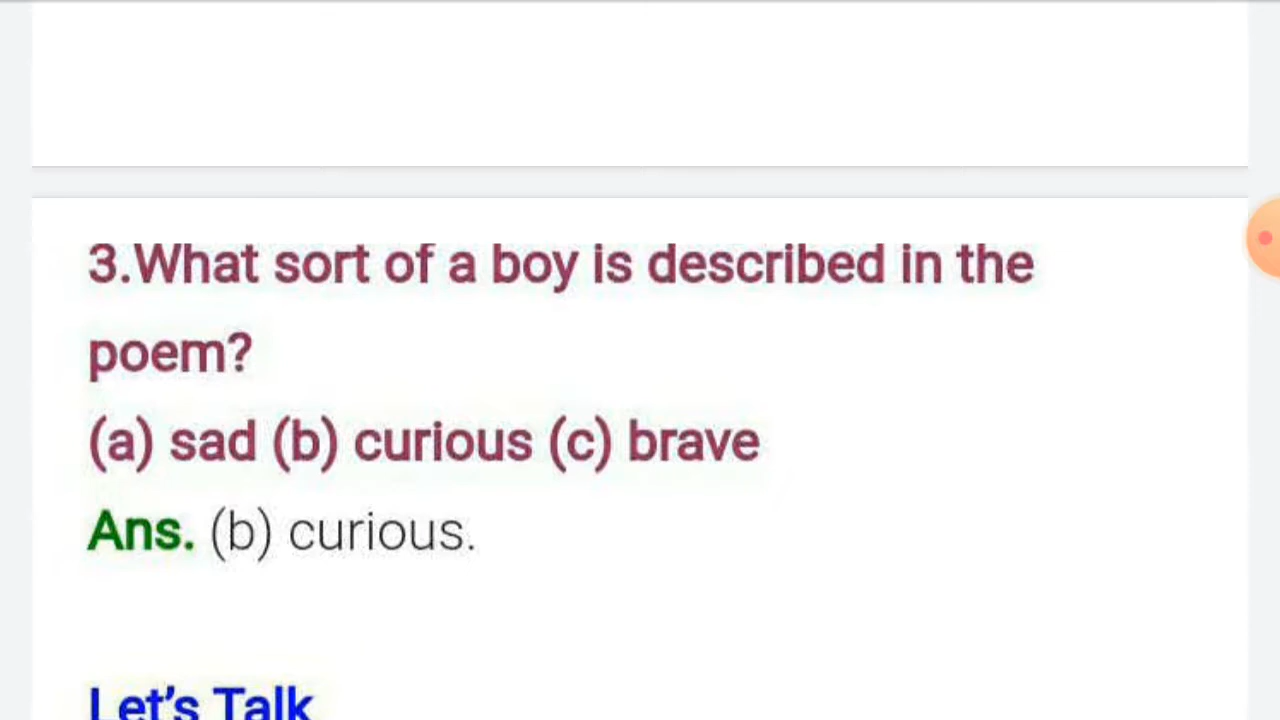 3.What sort of a boy is described in the
poem?
(a) sad (b) curious (c) brave
Ans. (b) curious.
Let's Talk